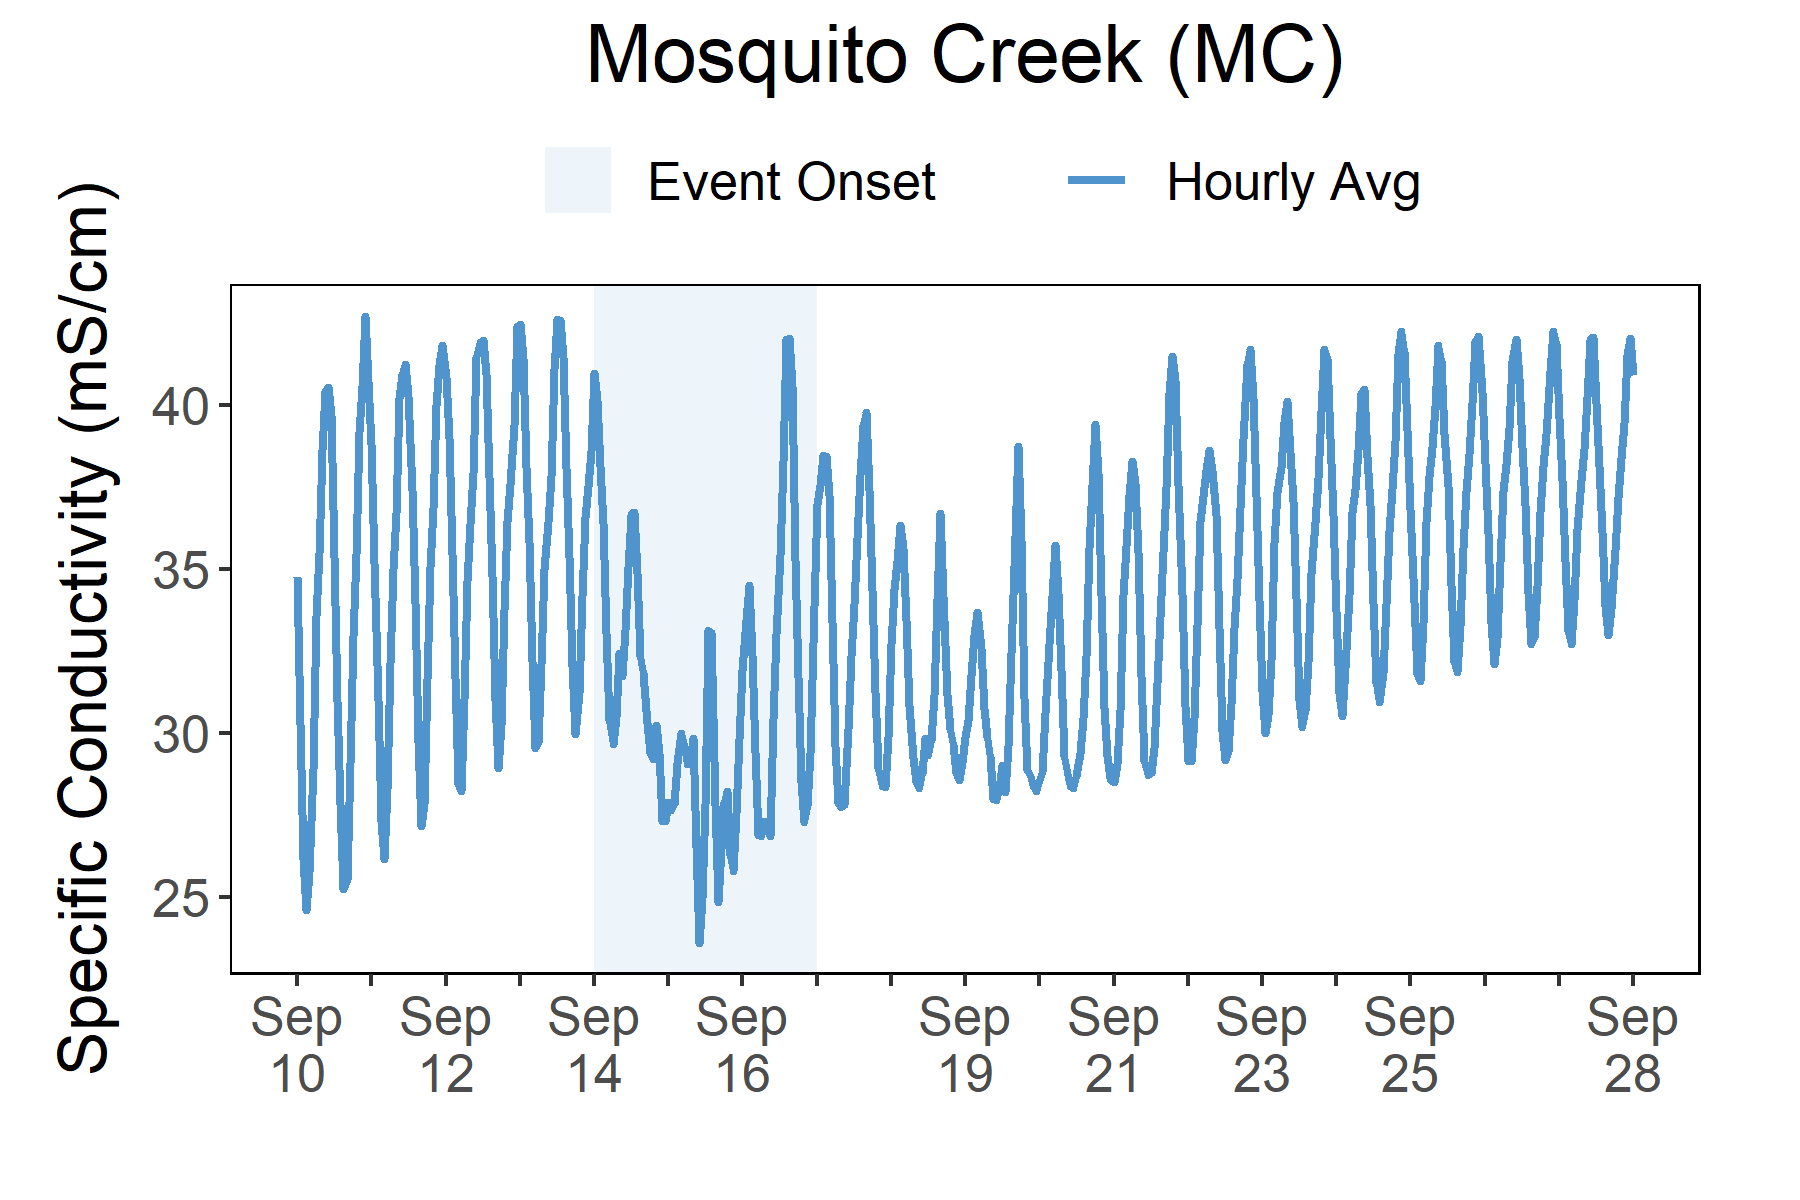 Mosquito Creek (MC)
Event Onset
Hourly Avg
Specific Conductivity (mS/cm)
40
35
30
25
Sep 10
Sep 12
Sep 14
Sep 16
Sep 19
Sep 21
Sep 23
Sep 25
Sep 28